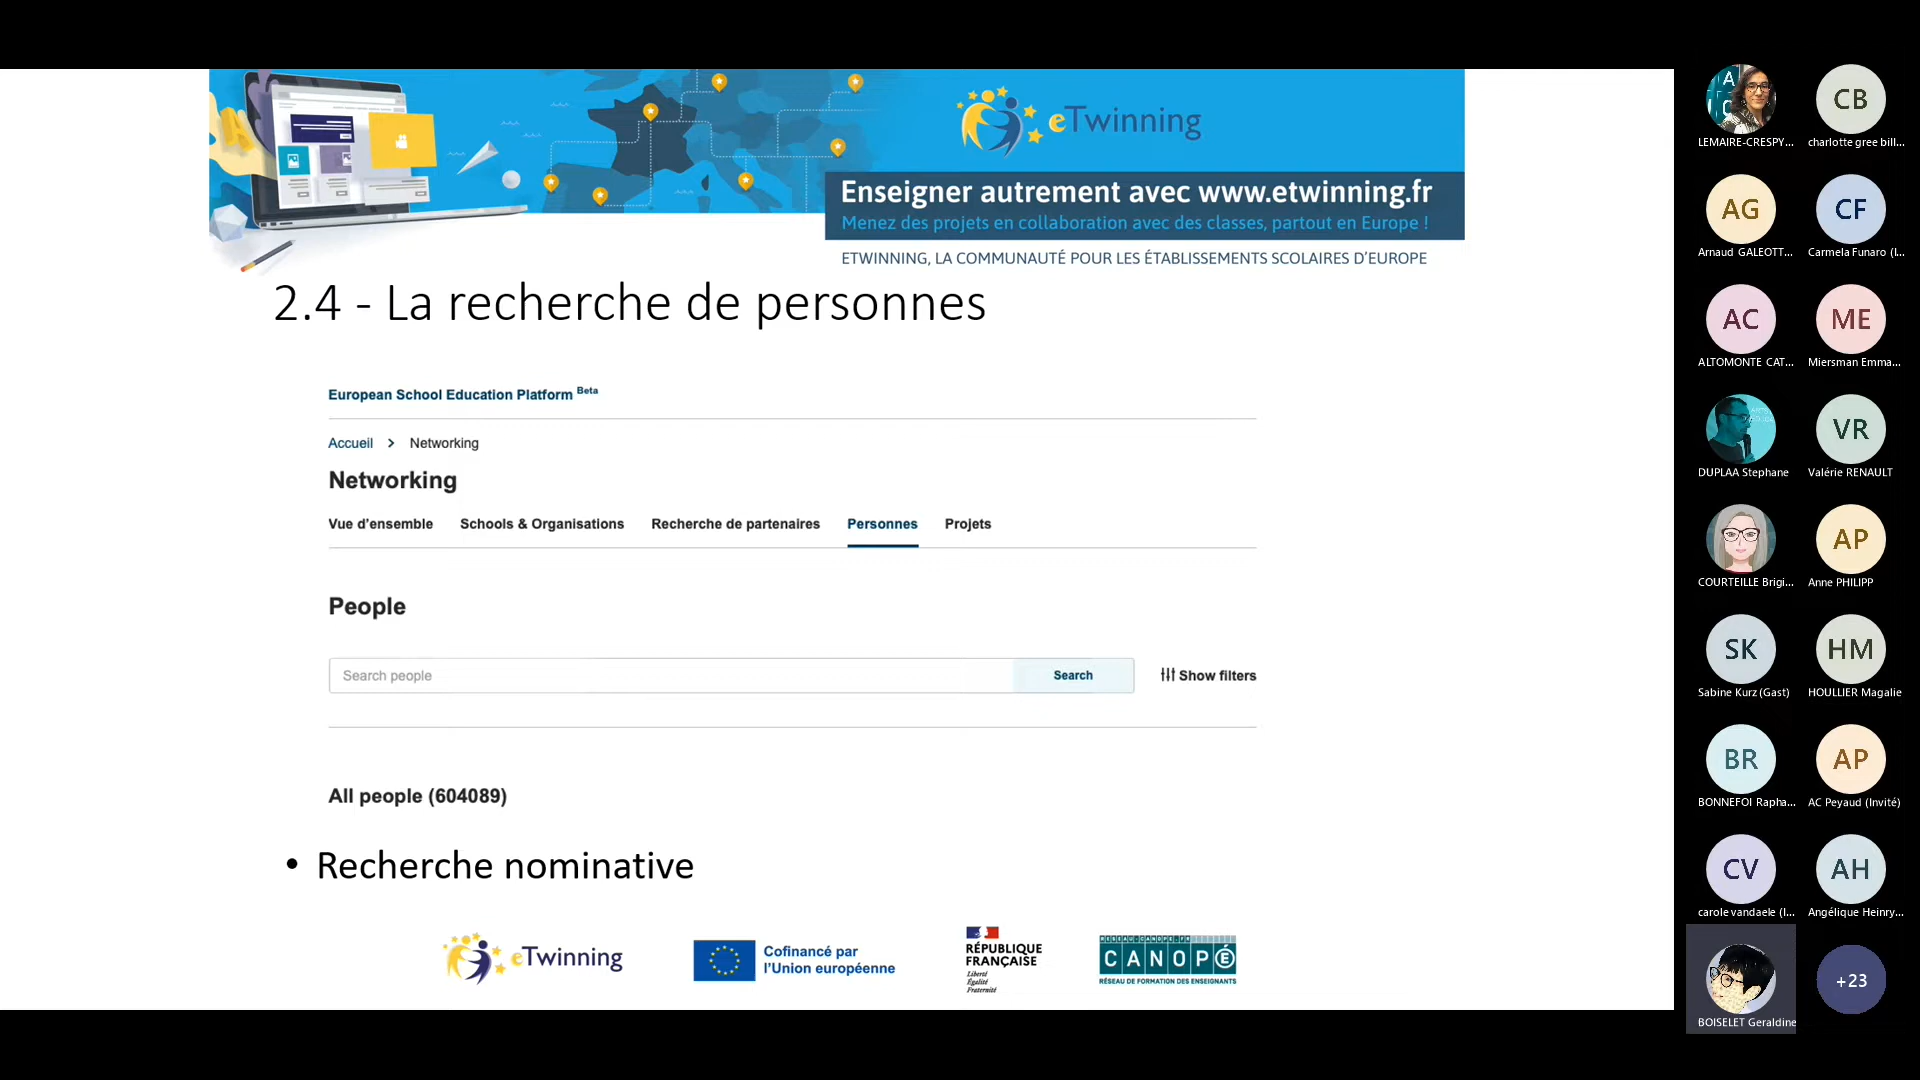 eTwinning
Enseigner autrement avec www.etwinning.fr
Menez des projets en collaboration avec des classes, partout en Europe !
ETWINNING, LA COMMUNAUTÉ POUR LES ÉTABLISSEMENTS SCOLAIRES D'EUROPE
2.4 - La recherche de personnes
European School Education Platform Beta
Accueil > Networking
Networking
Vue d'ensemble Schools & Organisations Recherche de partenaires Personnes Projets
People
Search people Search Show filters
All people (604089)
• Recherche nominative
eTwinning
Cofinancé par
l'Union européenne
RÉPUBLIQUE
FRANÇAISE
Liberté
Égalité
Fraternité
CANOPÉ
RÉSEAU DE FORMATION DES ENSEIGNANTS
CB
LEMAIRE-CRESPY... charlotte gree bill...
AG CF
Arnaud GALEOTT... Carmela Funaro (I...
AC ME
ALTOMONTE CAT... Miersman Emma...
VR
DUPLAA Stephane Valérie RENAULT
AP
COURTEILLE Brigi... Anne PHILIPP
SK HM
Sabine Kurz (Gast) HOULLIER Magalie
BR AP
BONNEFOI Rapha... AC Peyaud (Invité)
CV AH
carole vandaele (I... Angélique Heinry...
+23
BOISELET Geraldine